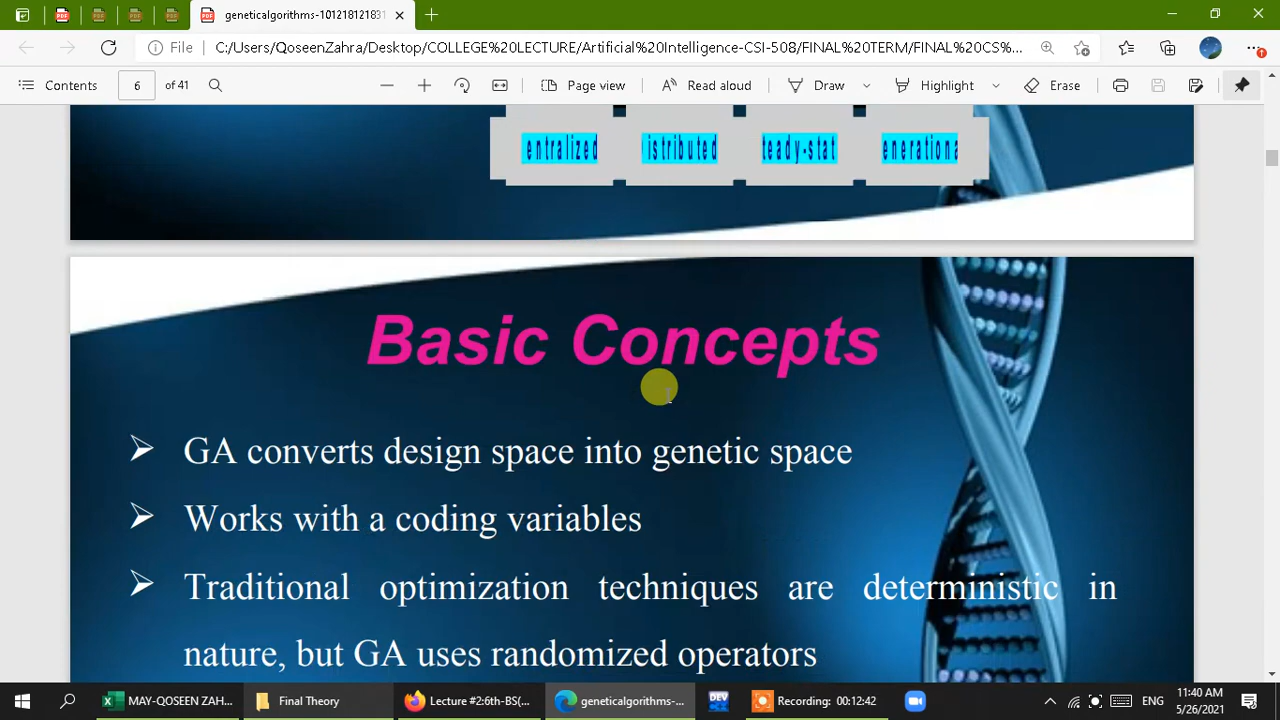 geneticalgorithms-10121812183
File
C:/Users/QoseenZahra/Desktop/COLLEGE%20LECTURE/Artificial%20Intelligence-CSI-508/FINAL%20TERM/FINAL%20CS%...
Contents
6
of 41
Page view
Read aloud
Draw
Highlight
Erase
entralized
istributed
teady-stat
enerationa
Basic Concepts
GA converts design space into genetic space
Works with a coding variables
Traditional optimization techniques are deterministic in
nature, but GA uses randomized operators
MAY-QOSEEN ZAH...
Final Theory
Lecture #2:6th-BS(...
geneticalgorithms-...
DEV
Recording: 00:12:42
ENG
11:40 AM
5/26/2021